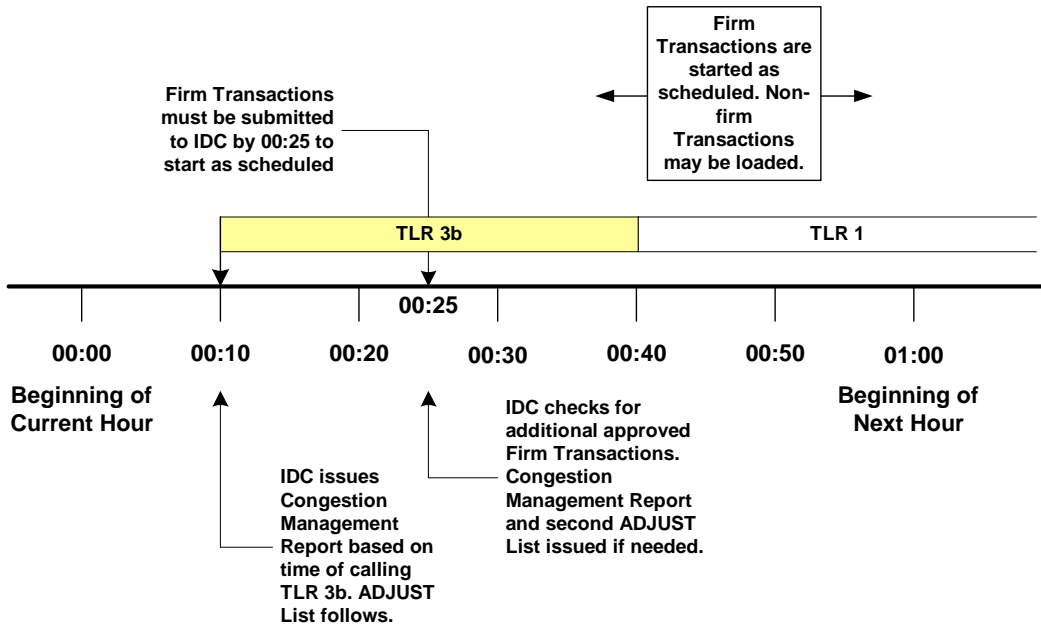 Firm
Transactions are
started as
scheduled. Non-
firm
Transactions
may be loaded.
Firm Transactions
must be submitted
to IDC by 00:25 to
start as scheduled
TLR 3b
TLR 1
00:25
00:00
00:10
00:20
00:30
00:40
00:50
01:00
Beginning of
Current Hour
Beginning of
Next Hour
IDC checks for
additional approved
Firm Transactions.
Congestion
Management Report
and second ADJUST
List issued if needed.
IDC issues
Congestion
Management
Report based on
time of calling
TLR 3b. ADJUST
List follows.